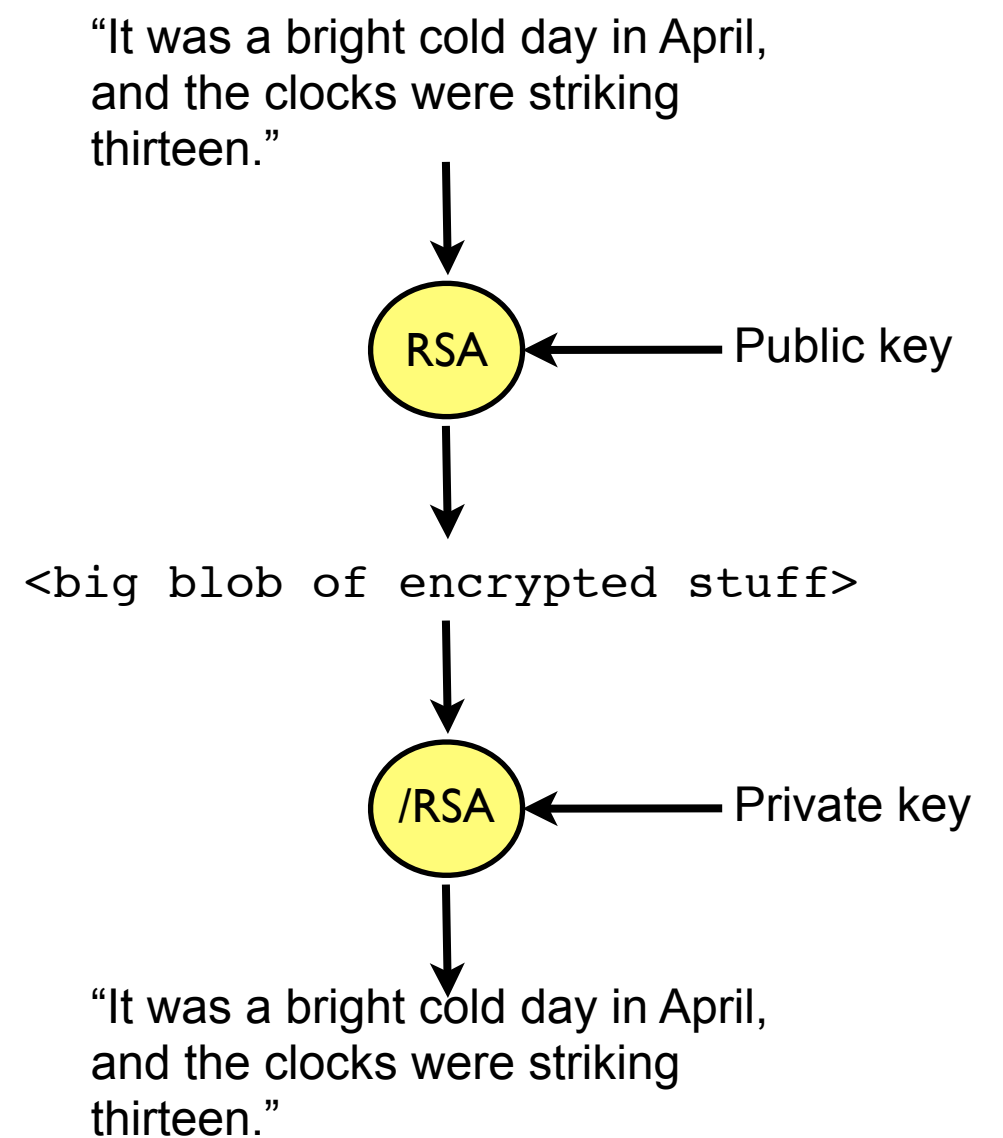 “It was a bright cold day in April,
and the clocks were striking
thirteen.”
RSA
Public key
<big blob of encrypted stuff>
/RSA
Private key
“It was a bright cold day in April,
and the clocks were striking
thirteen.”